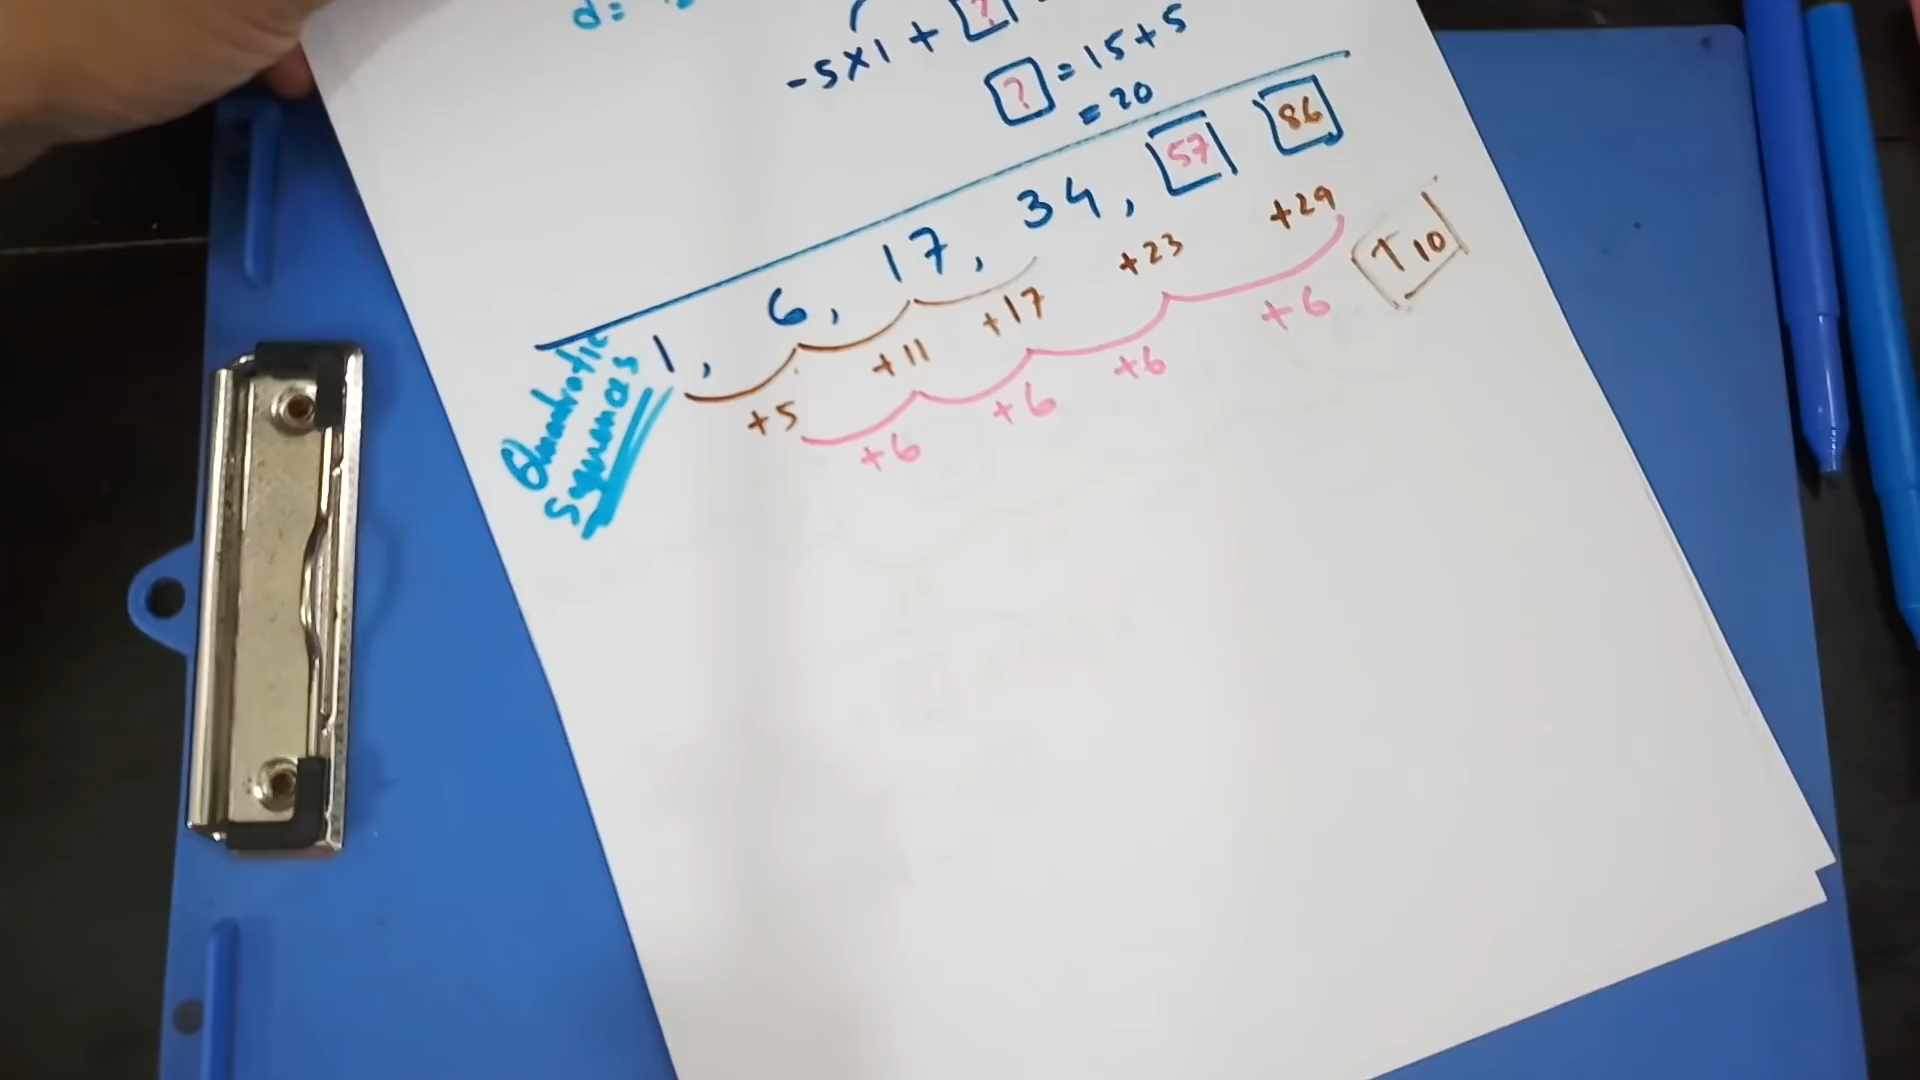 d=
-5x1 + ?
? = 15+5
= 20
1, 6, 17, 34, 57 86
+5 +11 +17 +23 +29
+6 +6 +6 +6
T10
Quadratic
Sequences